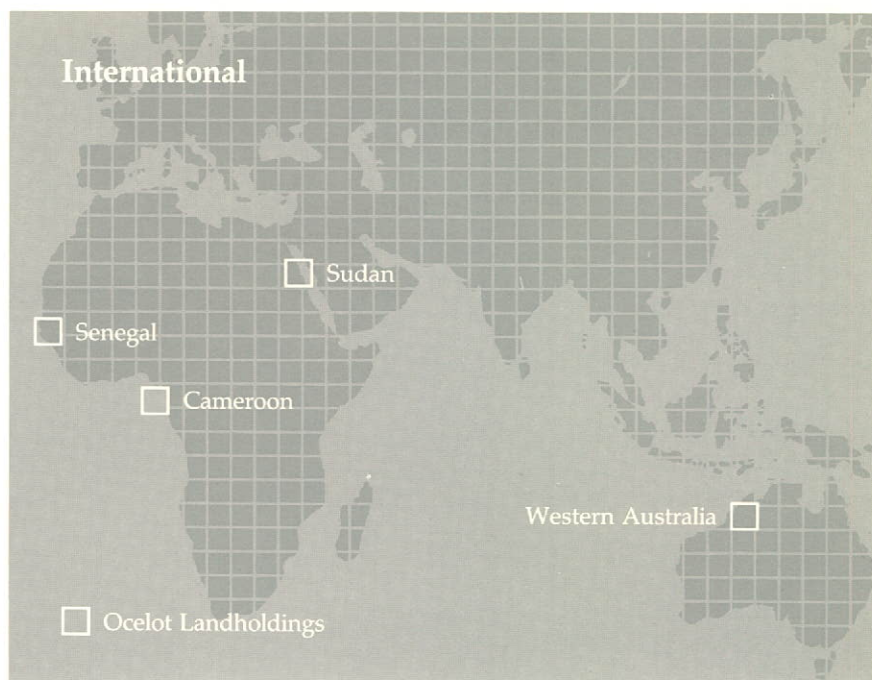 International
Sudan
Senegal
Cameroon
Western Australia
Ocelot Landholdings